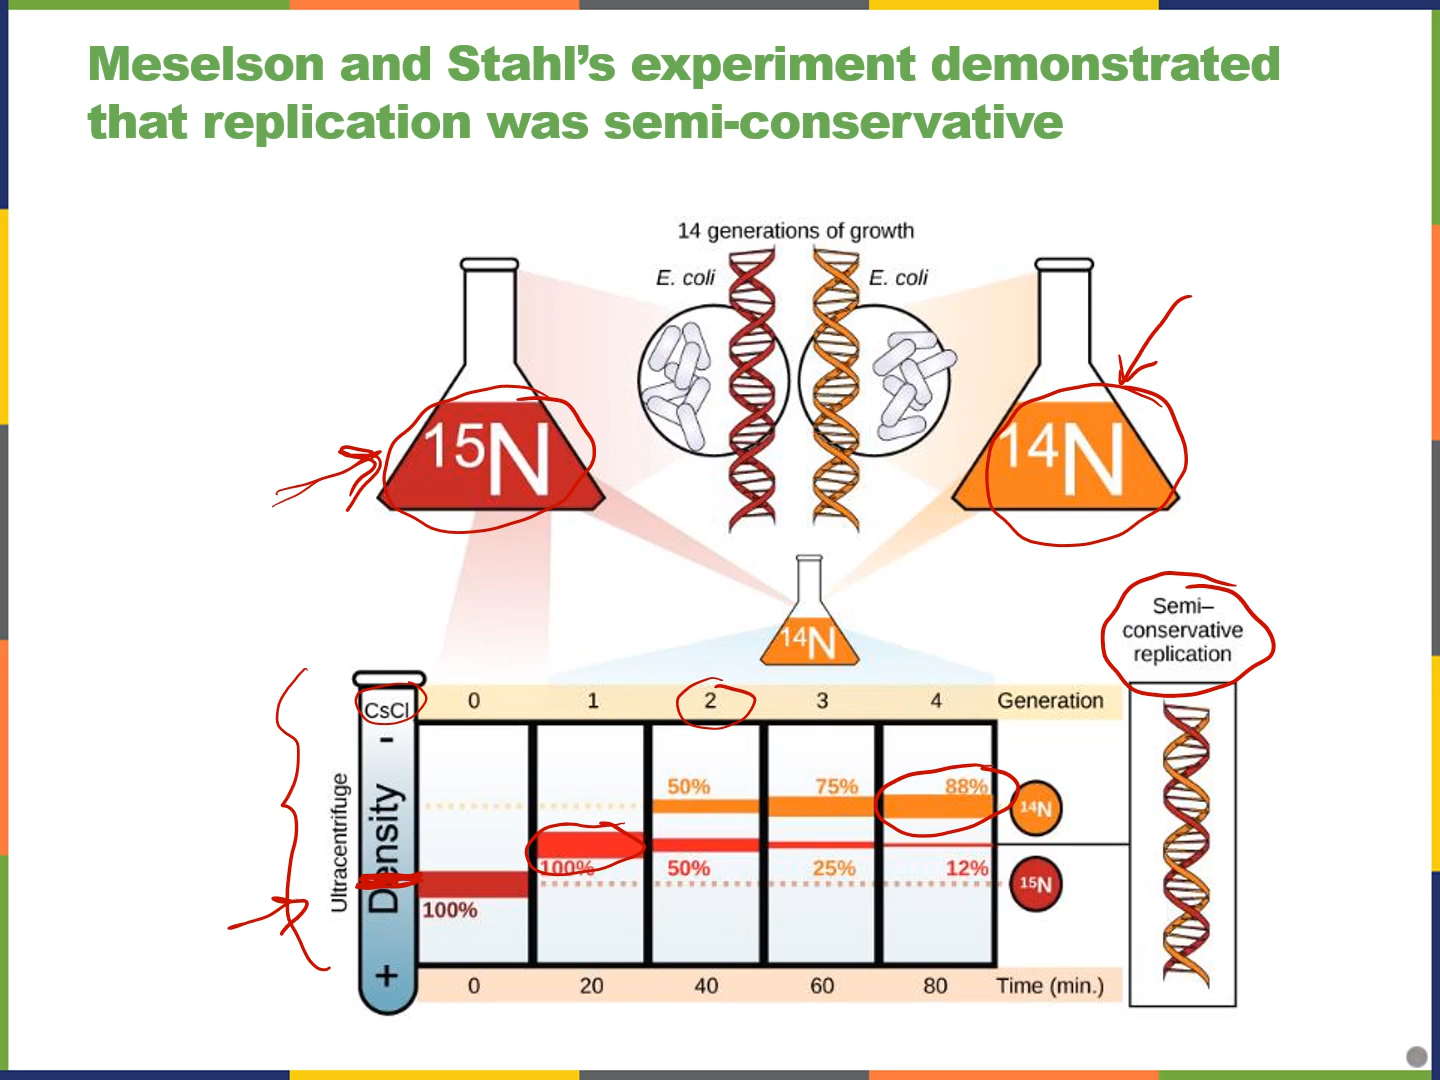 Meselson and Stahl’s experiment demonstrated
that replication was semi-conservative
14 generations of growth
E. coli
E. coli
15N
14N
14N
Semi–
conservative
replication
CsCl
0 1 2 3 4 Generation
-
Density
+
Ultracentrifuge
50% 75% 88%
14N
100% 50% 25% 12%
15N
100%
0 20 40 60 80 Time (min.)